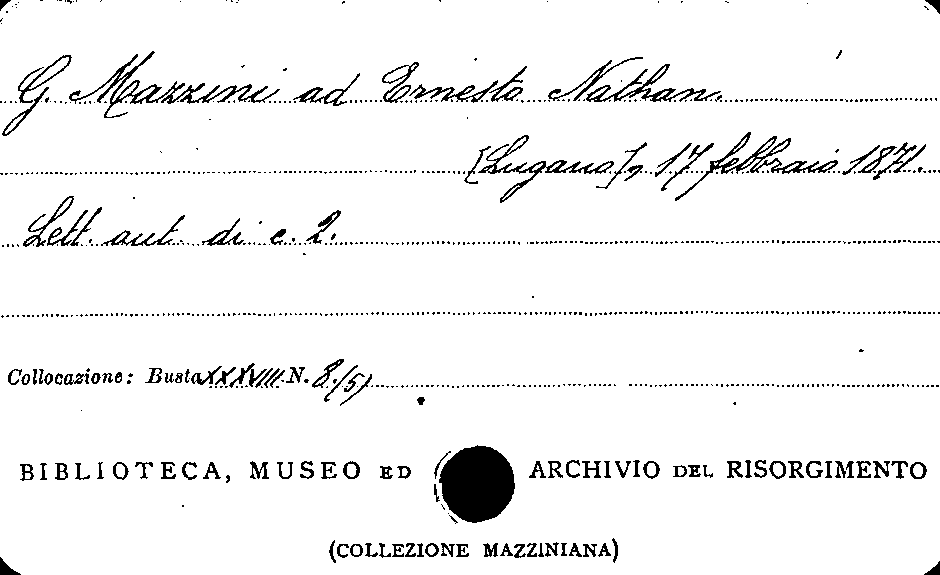 G. Mazzini ad Ernesto Nathan.
[Lugano], 17 febbraio 1871.
Lett. aut. di c. 2.
Collocazione: Busta XXXVIII N. 8/(5)
BIBLIOTECA, MUSEO ED ARCHIVIO DEL RISORGIMENTO
(COLLEZIONE MAZZINIANA)